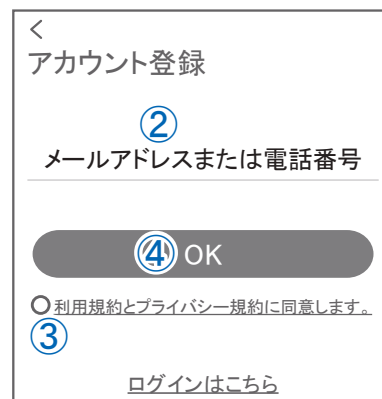 <
アカウント登録
②
メールアドレスまたは電話番号
④ OK
○利用規約とプライバシー規約に同意します。
③
ログインはこちら